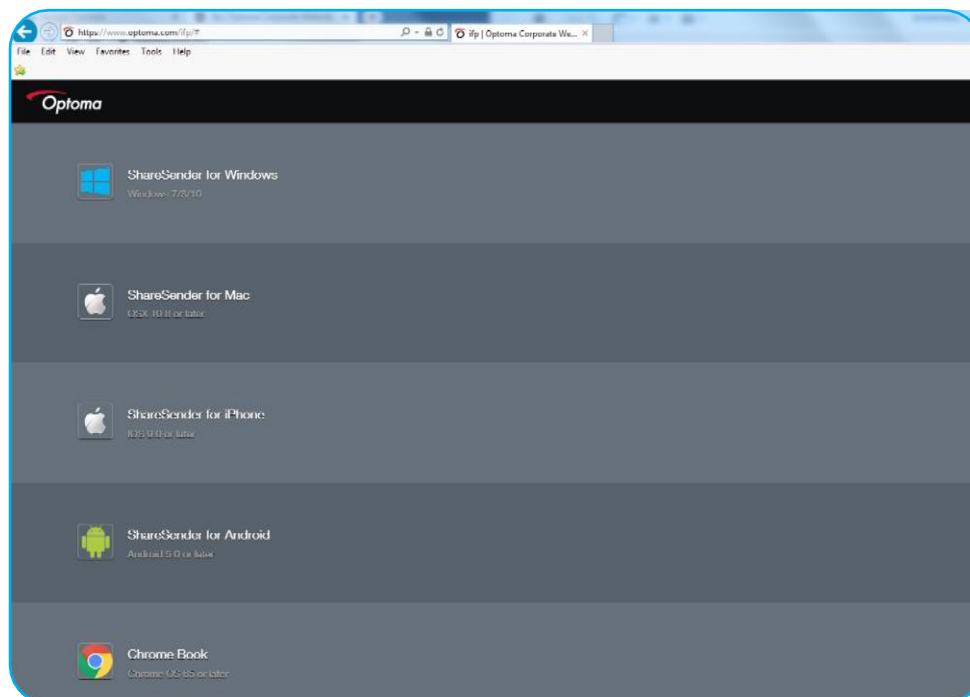 https://www.optoma.com/ifp/#
ifp | Optoma Corporate We...
File Edit View Favorites Tools Help
Optoma
ShareSender for Windows
Windows 7/8/10
ShareSender for Mac
OSX 10.11 or later
ShareSender for iPhone
IOS 9.0 or later
ShareSender for Android
Android 5.0 or later
Chrome Book
Chrome OS 65 or later